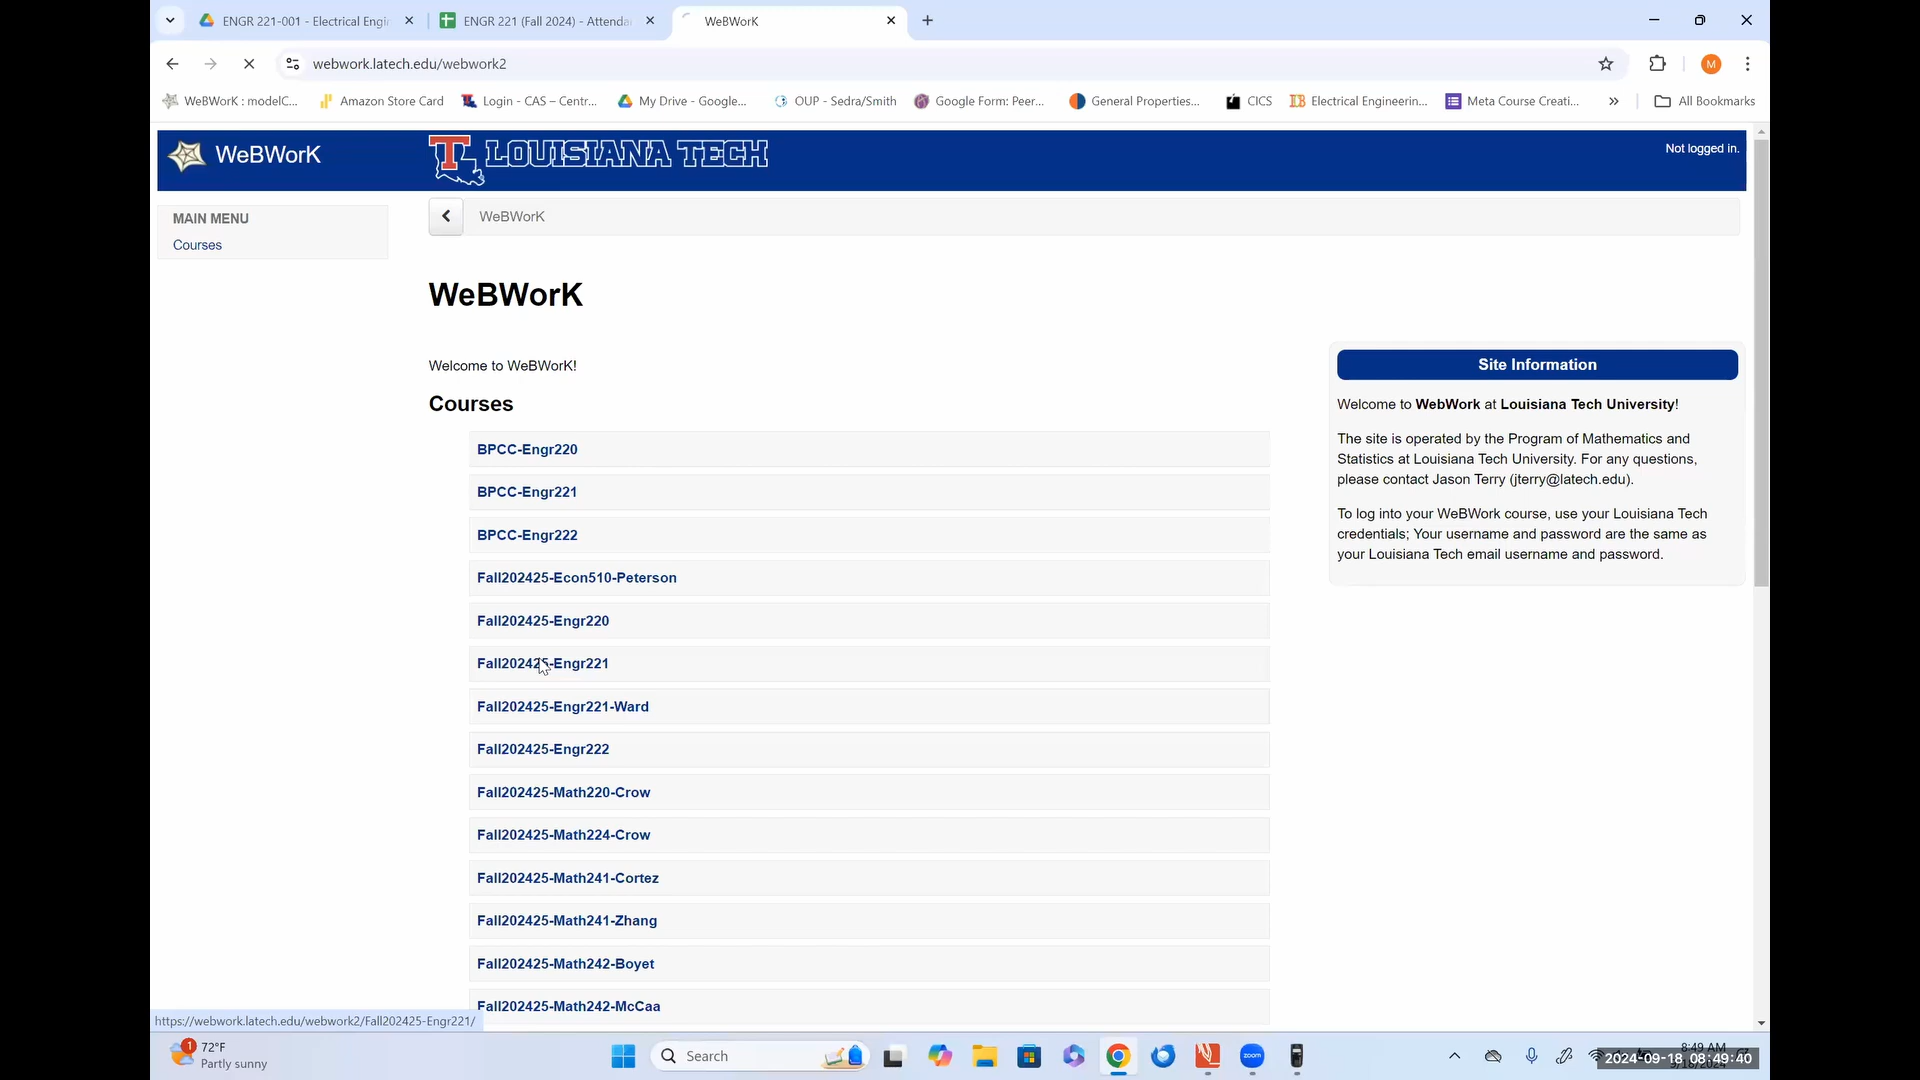 ENGR 221-001 - Electrical Engi
ENGR 221 (Fall 2024) - Attenda
WeBWorK
webwork.latech.edu/webwork2
M
WeBWorK : modelC...
Amazon Store Card
Login - CAS – Centr...
My Drive - Google...
OUP - Sedra/Smith
Google Form: Peer...
General Properties...
CICS
Electrical Engineerin...
Meta Course Creati...
»
All Bookmarks
WeBWorK
LOUISIANA TECH
Not logged in.
MAIN MENU
Courses
WeBWorK
WeBWorK
Welcome to WeBWorK!
Courses
BPCC-Engr220
BPCC-Engr221
BPCC-Engr222
Fall202425-Econ510-Peterson
Fall202425-Engr220
Fall202425-Engr221
Fall202425-Engr221-Ward
Fall202425-Engr222
Fall202425-Math220-Crow
Fall202425-Math224-Crow
Fall202425-Math241-Cortez
Fall202425-Math241-Zhang
Fall202425-Math242-Boyet
Fall202425-Math242-McCaa
Site Information
Welcome to WebWork at Louisiana Tech University!
The site is operated by the Program of Mathematics and
Statistics at Louisiana Tech University. For any questions,
please contact Jason Terry (jterry@latech.edu).
To log into your WeBWork course, use your Louisiana Tech
credentials; Your username and password are the same as
your Louisiana Tech email username and password.
https://webwork.latech.edu/webwork2/Fall202425-Engr221/
1
72°F
Partly sunny
Search
zoom
8:49 AM
2024-09-18 08:49:40